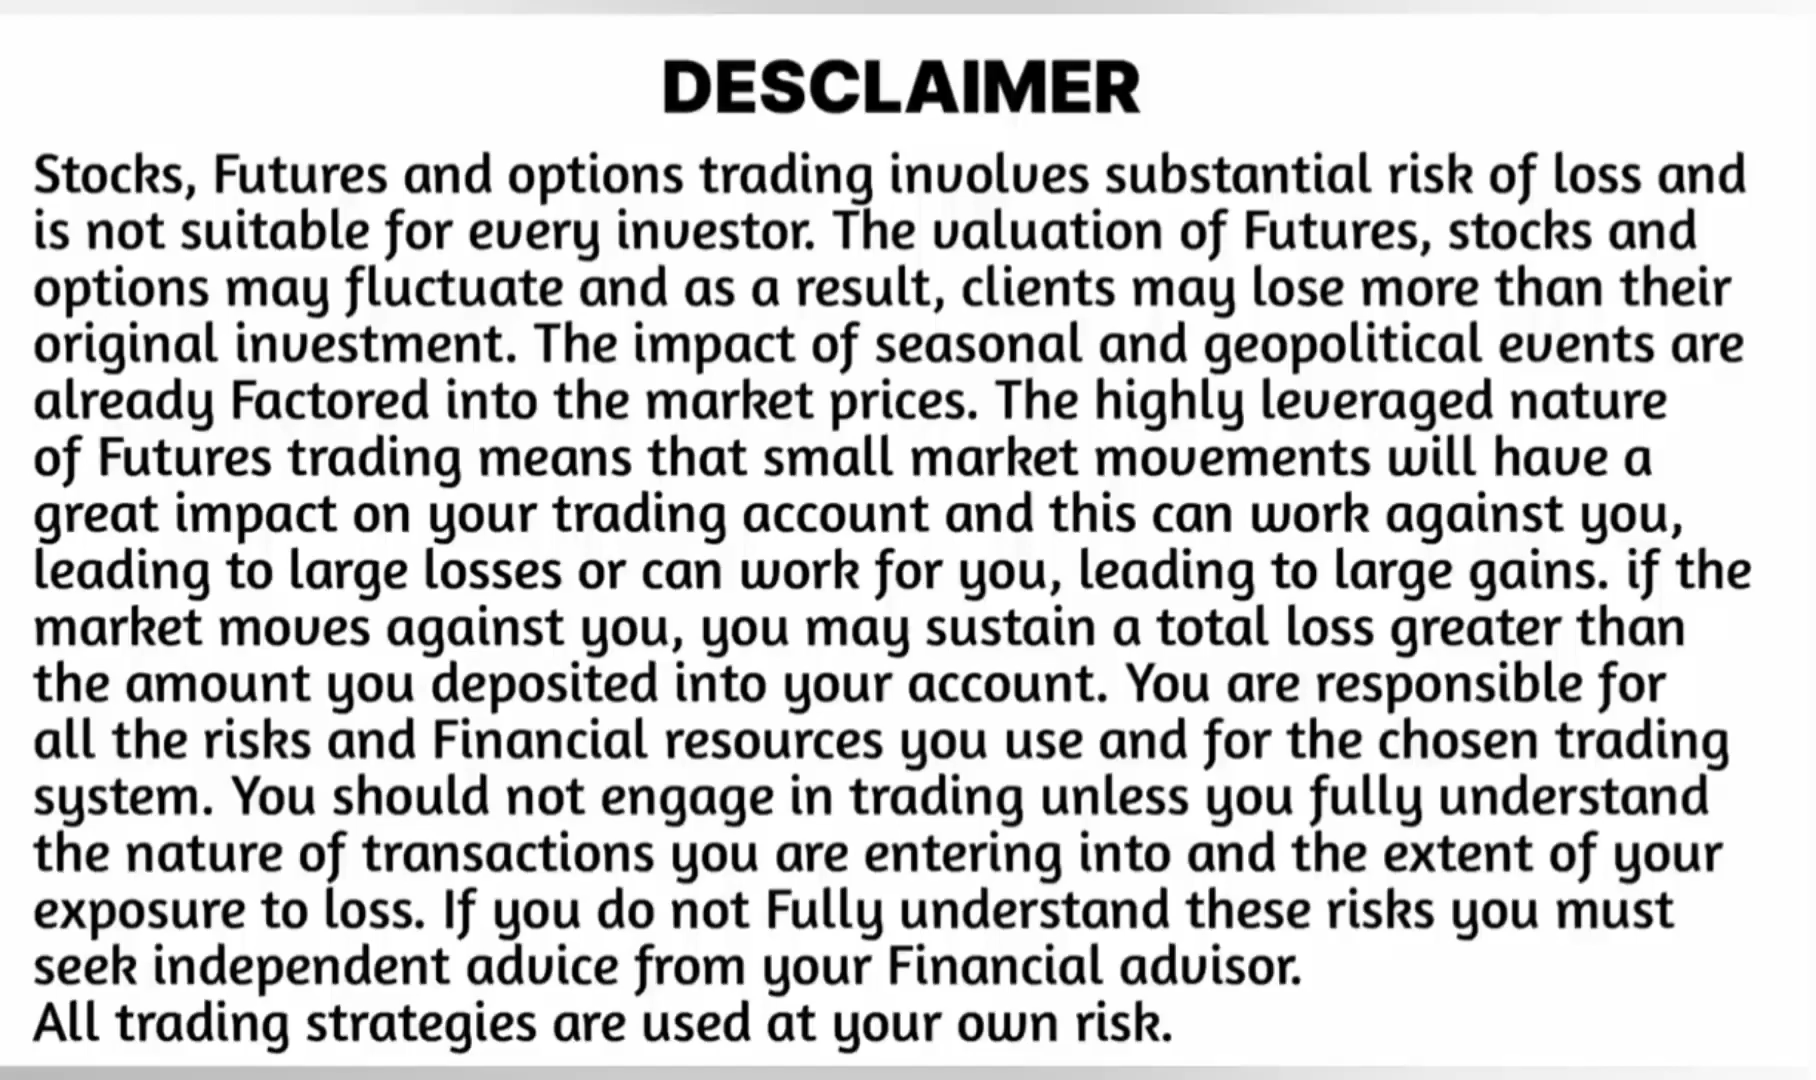 DESCLAIMER
Stocks, Futures and options trading involves substantial risk of loss and
is not suitable for every investor. The valuation of Futures, stocks and
options may fluctuate and as a result, clients may lose more than their
original investment. The impact of seasonal and geopolitical events are
already Factored into the market prices. The highly leveraged nature
of Futures trading means that small market movements will have a
great impact on your trading account and this can work against you,
leading to large losses or can work for you, leading to large gains. if the
market moves against you, you may sustain a total loss greater than
the amount you deposited into your account. You are responsible for
all the risks and Financial resources you use and for the chosen trading
system. You should not engage in trading unless you fully understand
the nature of transactions you are entering into and the extent of your
exposure to loss. If you do not Fully understand these risks you must
seek independent advice from your Financial advisor.
All trading strategies are used at your own risk.